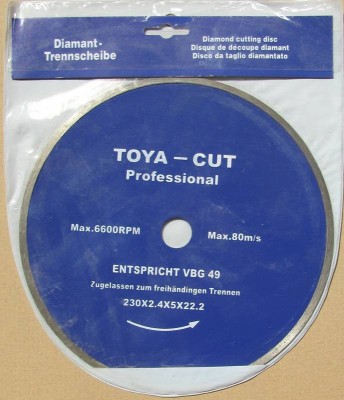 Diamant-
Trennscheibe
Diamond cutting disc
Disque de découpe diamant
Disco da taglio diamantato
TOYA – CUT
Professional
Max.6600RPM
Max.80m/s
ENTSPRICHT VBG 49
Zugelassen zum freihändingen Trennen
230X2.4X5X22.2